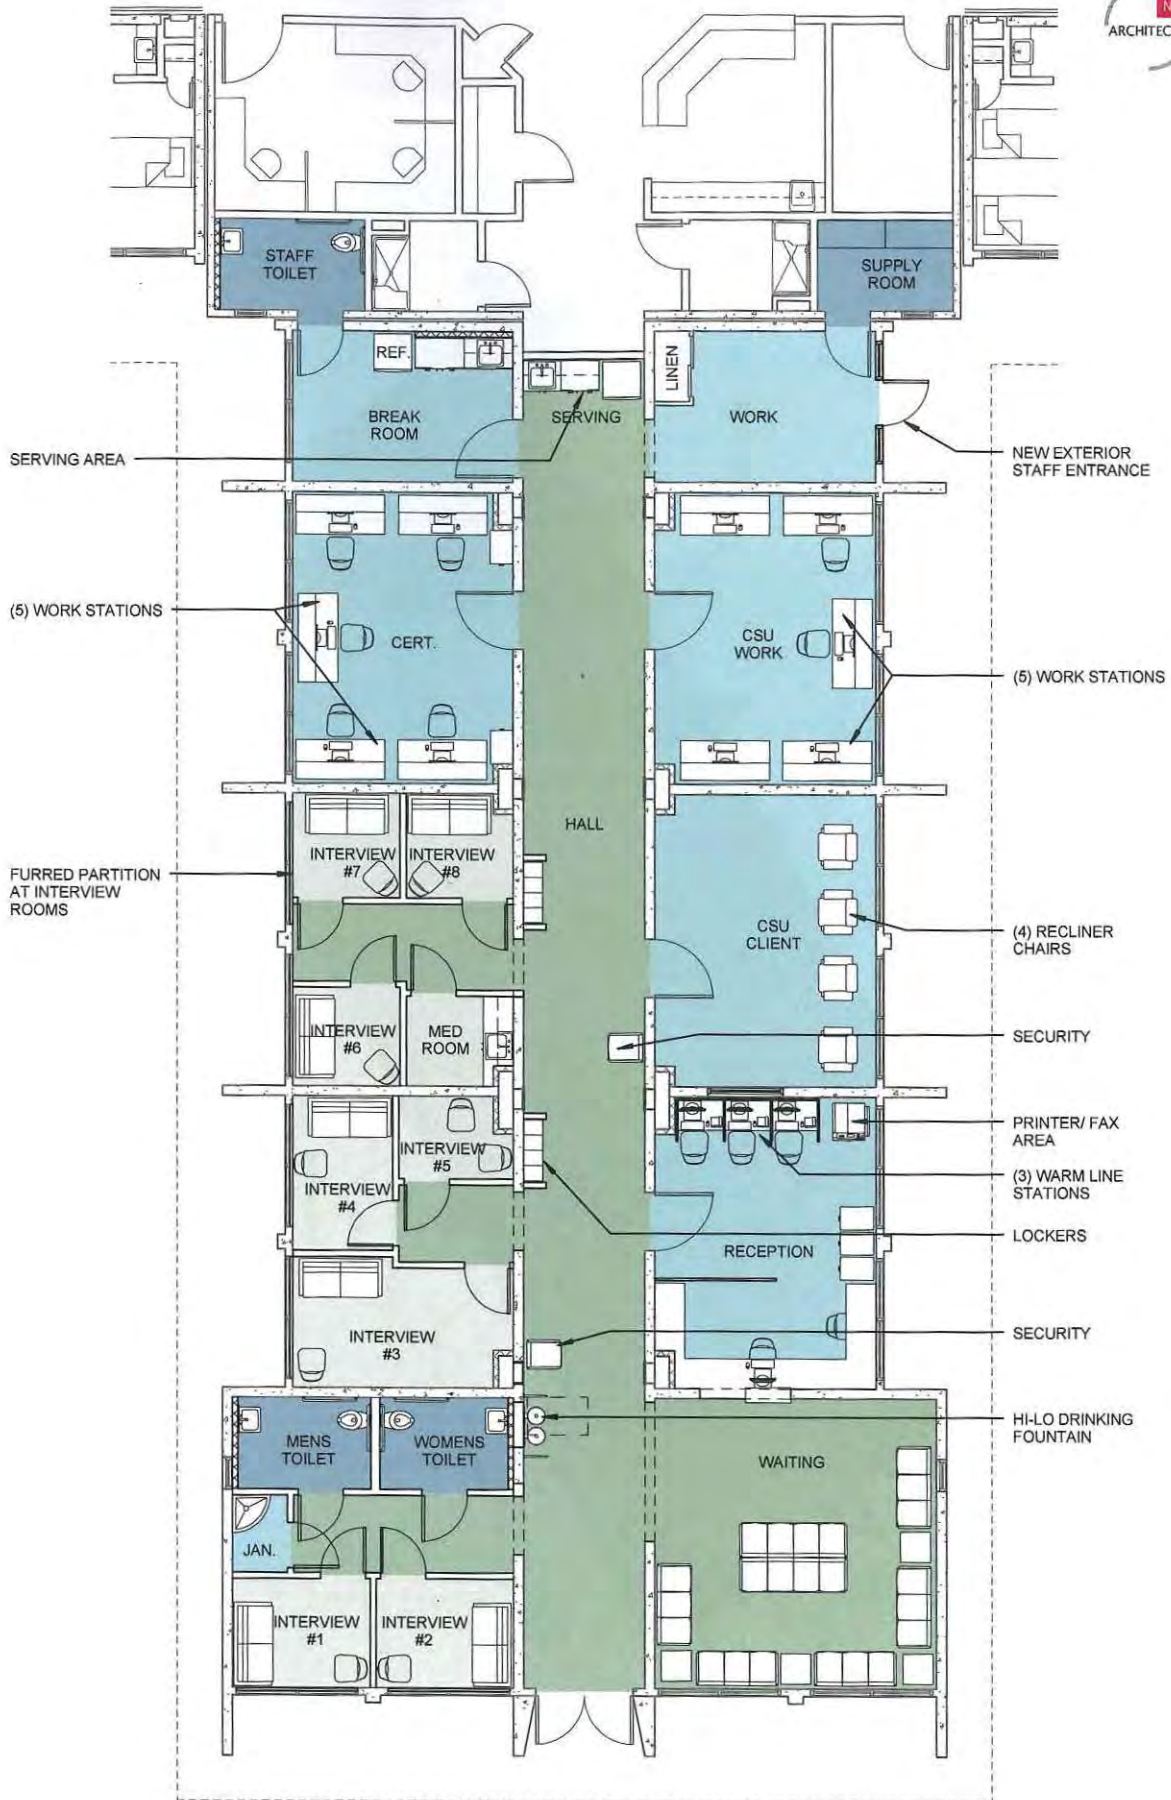 N
ARCHITEC
STAFF
TOILET
SUPPLY
ROOM
REF.
LINEN
BREAK
ROOM
SERVING
WORK
SERVING AREA
NEW EXTERIOR
STAFF ENTRANCE
(5) WORK STATIONS
CERT.
CSU
WORK
(5) WORK STATIONS
HALL
INTERVIEW
#7
INTERVIEW
#8
FURRED PARTITION
AT INTERVIEW
ROOMS
CSU
CLIENT
(4) RECLINER
CHAIRS
INTERVIEW
#6
MED
ROOM
SECURITY
PRINTER/ FAX
AREA
INTERVIEW
#5
INTERVIEW
#4
(3) WARM LINE
STATIONS
LOCKERS
RECEPTION
INTERVIEW
#3
SECURITY
HI-LO DRINKING
FOUNTAIN
MENS
TOILET
WOMENS
TOILET
WAITING
JAN.
INTERVIEW
#1
INTERVIEW
#2